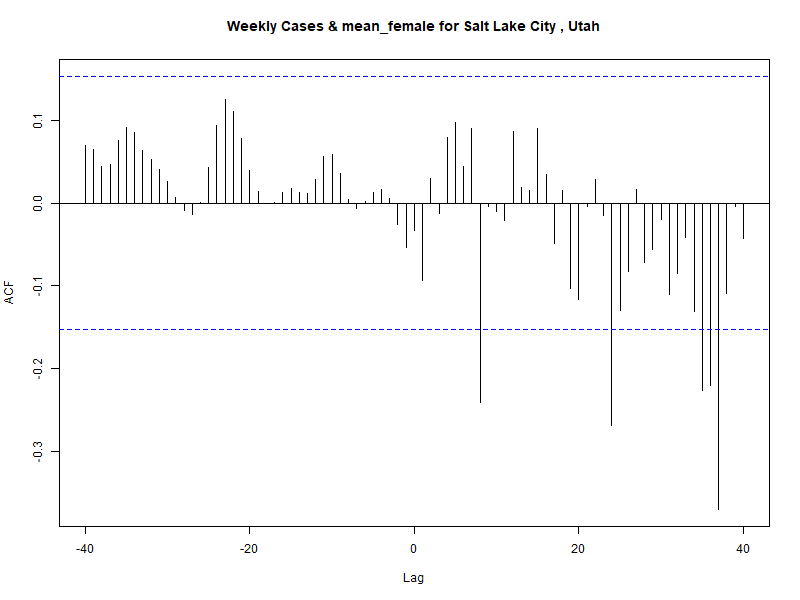 Weekly Cases & mean_female for Salt Lake City , Utah
ACF
0.1
0.0
-0.1
-0.2
-0.3
-40 -20 0 20 40
Lag